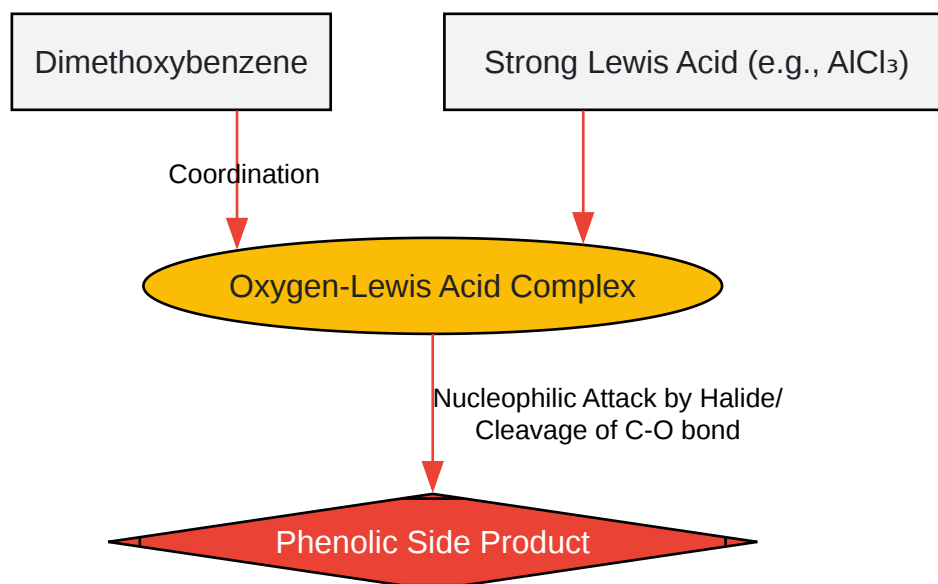 Dimethoxybenzene
Strong Lewis Acid (e.g., AlCl₃)
Coordination
Oxygen-Lewis Acid Complex
Nucleophilic Attack by Halide/
Cleavage of C-O bond
Phenolic Side Product